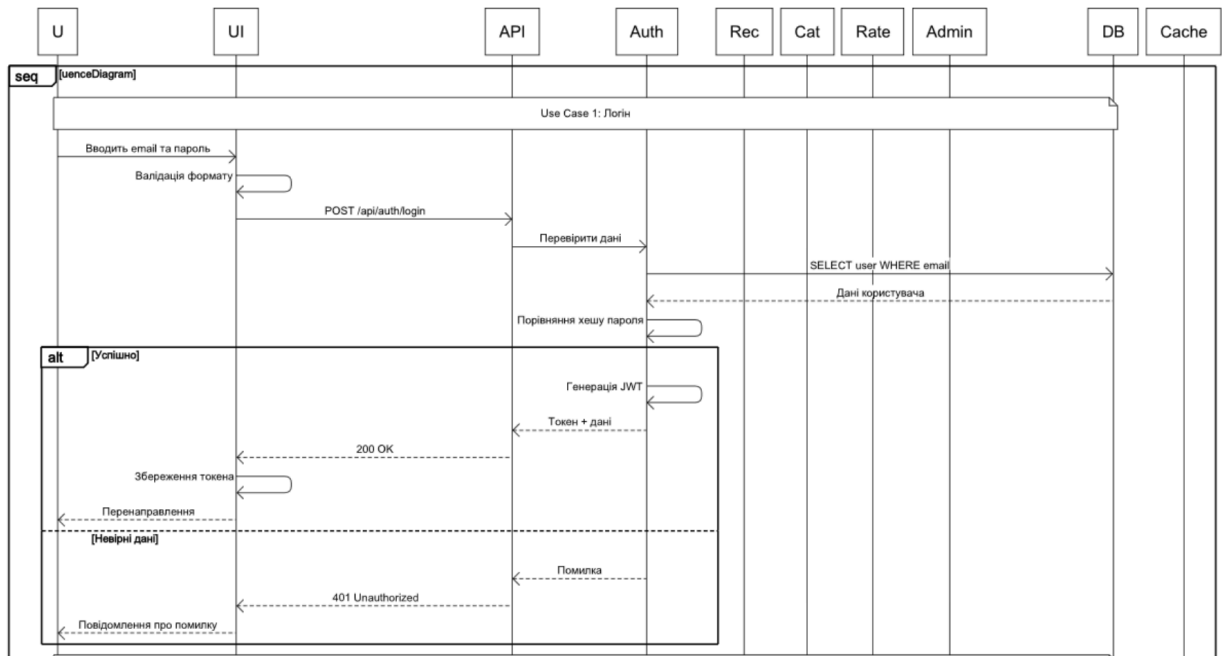 U
UI
API
Auth
Rec
Cat
Rate
Admin
DB
Cache
seq
[uenceDiagram]
Use Case 1: Логін
Вводить email та пароль
Валідація формату
POST /api/auth/login
Перевірити дані
SELECT user WHERE email
Дані користувача
Порівняння хешу пароля
alt
[Успішно]
Генерація JWT
Токен + дані
200 OK
Збереження токена
Перенаправлення
[Невірні дані]
Помилка
401 Unauthorized
Повідомлення про помилку